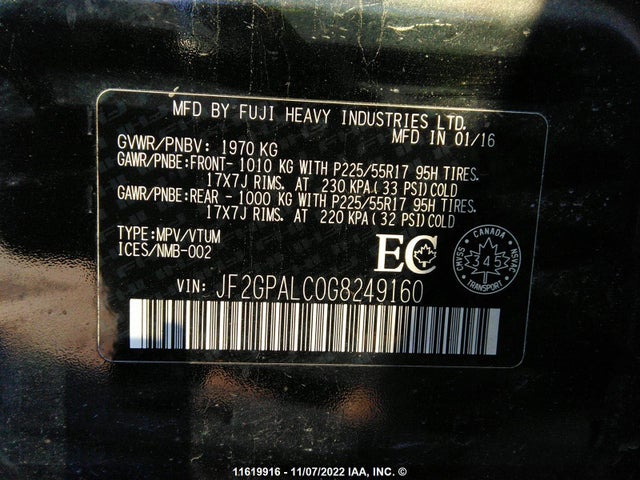 MFD BY FUJI HEAVY INDUSTRIES LTD.
MFD IN 01/16
GVWR/PNBV: 1970 KG
GAWR/PNBE:FRONT- 1010 KG WITH P225/55R17 95H TIRES.
17X7J RIMS. AT 230 KPA(33 PSI)COLD
GAWR/PNBE:REAR - 1000 KG WITH P225/55R17 95H TIRES.
17X7J RIMS. AT 220 KPA(32 PSI)COLD
TYPE:MPV/VTUM
ICES/NMB-002
EC
CANADA
CMVSS
345
NSVAC
TRANSPORT
VIN: JF2GPALC0G8249160
11619916 - 11/07/2022 IAA, INC. ©